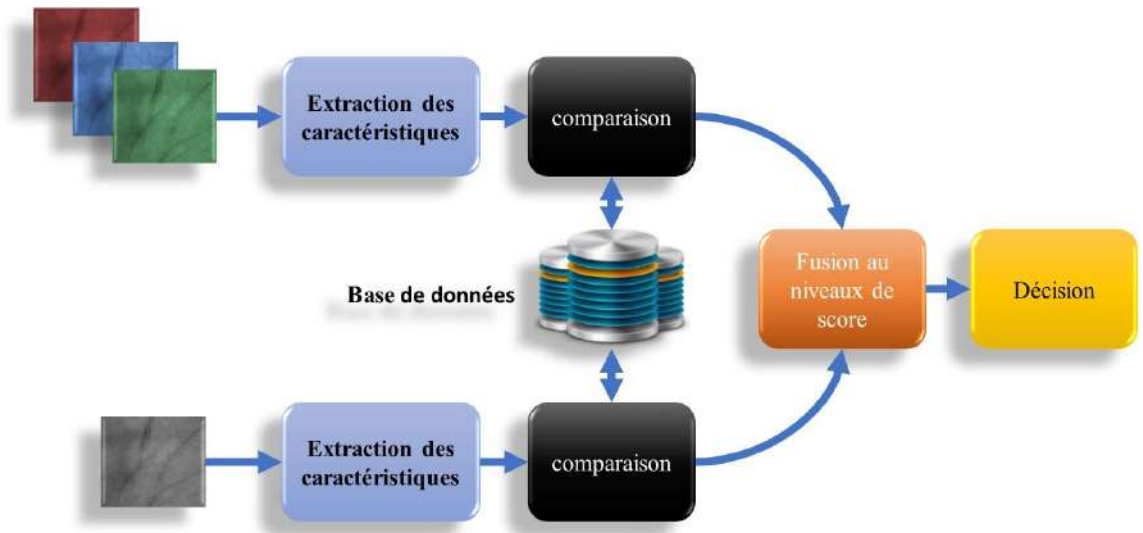 Extraction des
caractéristiques
comparaison
Base de données
Fusion au
niveaux de
score
Décision
Extraction des
caractéristiques
comparaison